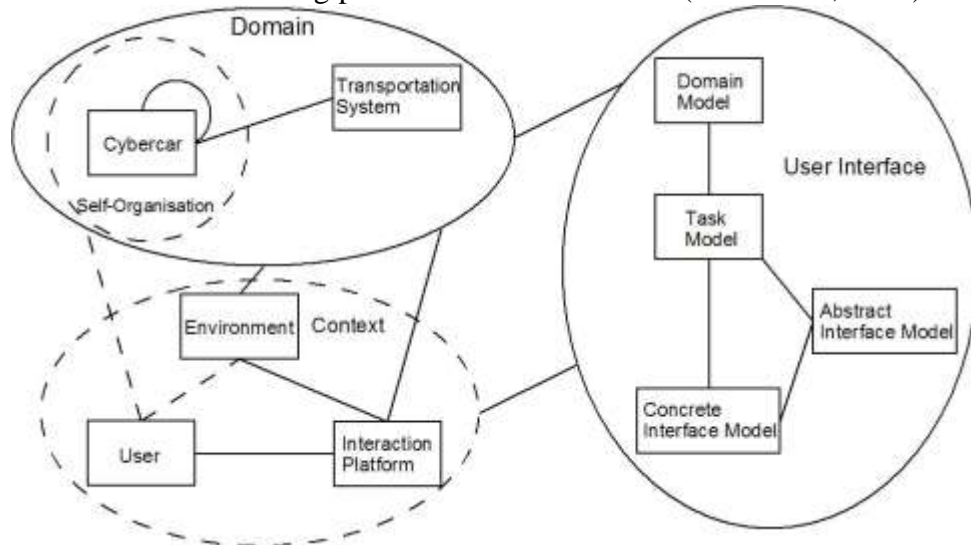 Domain
Transportation
System
Cybercar
Self-Organisation
Environment
Context
User
Interaction
Platform
Domain
Model
User Interface
Task
Model
Abstract
Interface Model
Concrete
Interface Model